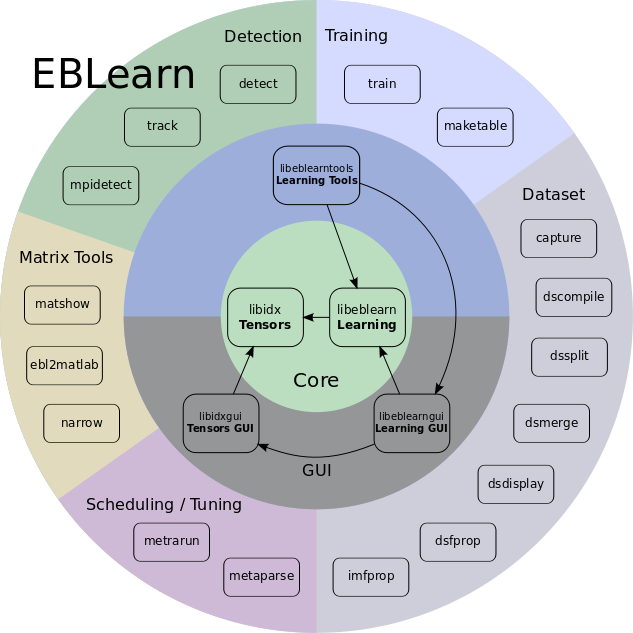 EBLearn
Detection
detect
track
mpidetect
Training
train
maketable
Dataset
capture
dscompile
dssplit
dsmerge
dsdisplay
dsfprop
imfprop
Matrix Tools
matshow
ebl2matlab
narrow
Scheduling / Tuning
metrarun
metaparse
libeblearntools
Learning Tools
libidx
Tensors
libeblearn
Learning
Core
libidxgui
Tensors GUI
libeblearngui
Learning GUI
GUI